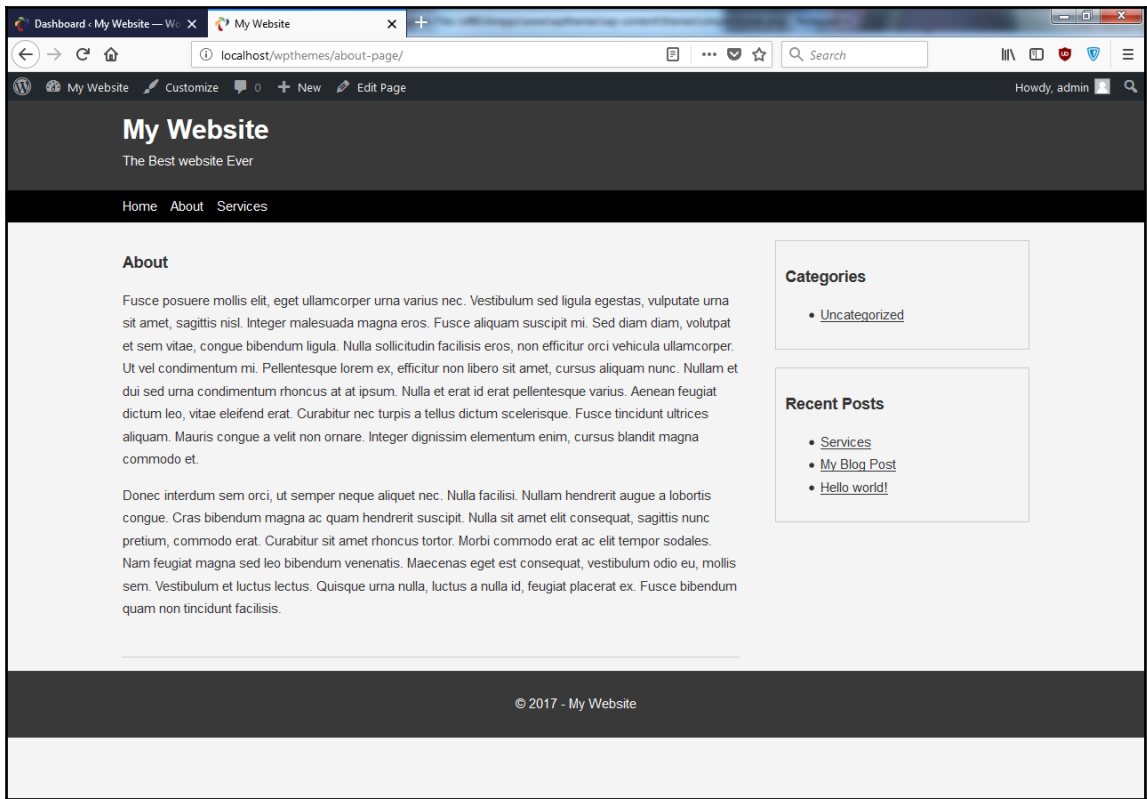 Dashboard ‹ My Website — Wo
My Website
localhost/wpthemes/about-page/
Search
My Website Customize 0 New Edit Page
Howdy, admin
My Website
The Best website Ever
Home About Services
About
Fusce posuere mollis elit, eget ullamcorper urna varius nec. Vestibulum sed ligula egestas, vulputate urna
sit amet, sagittis nisl. Integer malesuada magna eros. Fusce aliquam suscipit mi. Sed diam diam, volutpat
et sem vitae, congue bibendum ligula. Nulla sollicitudin facilisis eros, non efficitur orci vehicula ullamcorper.
Ut vel condimentum mi. Pellentesque lorem ex, efficitur non libero sit amet, cursus aliquam nunc. Nullam et
dui sed urna condimentum rhoncus at at ipsum. Nulla et erat id erat pellentesque varius. Aenean feugiat
dictum leo, vitae eleifend erat. Curabitur nec turpis a tellus dictum scelerisque. Fusce tincidunt ultrices
aliquam. Mauris congue a velit non ornare. Integer dignissim elementum enim, cursus blandit magna
commodo et.
Donec interdum sem orci, ut semper neque aliquet nec. Nulla facilisi. Nullam hendrerit augue a lobortis
congue. Cras bibendum magna ac quam hendrerit suscipit. Nulla sit amet elit consequat, sagittis nunc
pretium, commodo erat. Curabitur sit amet rhoncus tortor. Morbi commodo erat ac elit tempor sodales.
Nam feugiat magna sed leo bibendum venenatis. Maecenas eget est consequat, vestibulum odio eu, mollis
sem. Vestibulum et luctus lectus. Quisque urna nulla, luctus a nulla id, feugiat placerat ex. Fusce bibendum
quam non tincidunt facilisis.
Categories
Uncategorized
Recent Posts
Services
My Blog Post
Hello world!
© 2017 - My Website